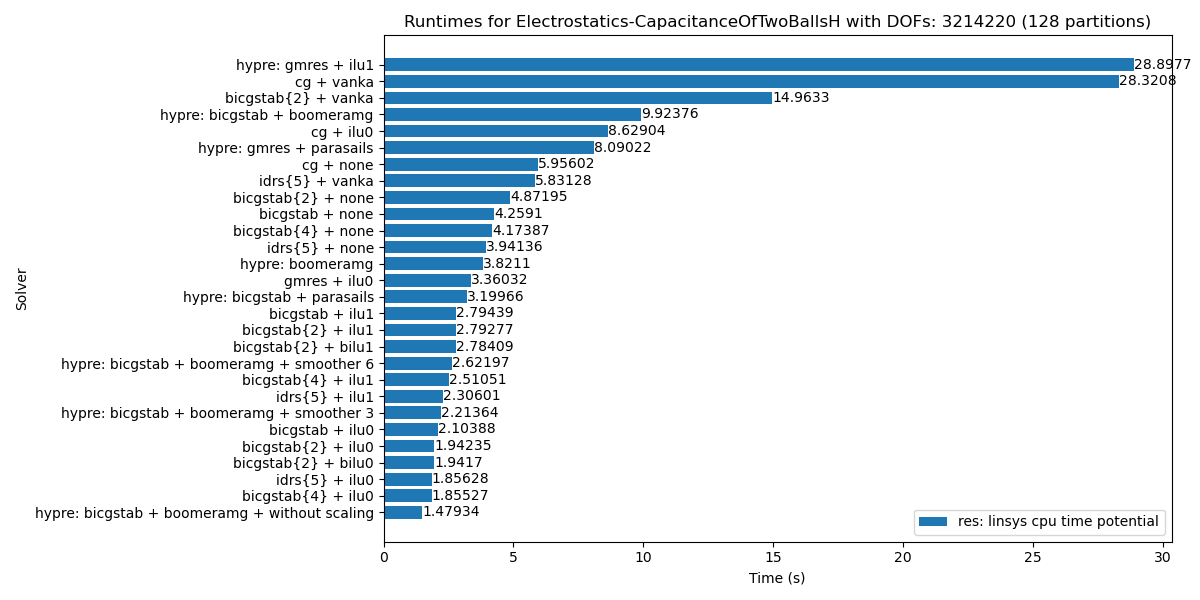 Runtimes for Electrostatics-CapacitanceOfTwoBallsH with DOFs: 3214220 (128 partitions)
Solver
hypre: gmres + ilu1 28.8977
cg + vanka 28.3208
bicgstab{2} + vanka 14.9633
hypre: bicgstab + boomeramg 9.92376
cg + ilu0 8.62904
hypre: gmres + parasails 8.09022
cg + none 5.95602
idrs{5} + vanka 5.83128
bicgstab{2} + none 4.87195
bicgstab + none 4.2591
bicgstab{4} + none 4.17387
idrs{5} + none 3.94136
hypre: boomeramg 3.8211
gmres + ilu0 3.36032
hypre: bicgstab + parasails 3.19966
bicgstab + ilu1 2.79439
bicgstab{2} + ilu1 2.79277
bicgstab{2} + bilu1 2.78409
hypre: bicgstab + boomeramg + smoother 6 2.62197
bicgstab{4} + ilu1 2.51051
idrs{5} + ilu1 2.30601
hypre: bicgstab + boomeramg + smoother 3 2.21364
bicgstab + ilu0 2.10388
bicgstab{2} + ilu0 1.94235
bicgstab{2} + bilu0 1.9417
idrs{5} + ilu0 1.85628
bicgstab{4} + ilu0 1.85527
hypre: bicgstab + boomeramg + without scaling 1.47934
res: linsys cpu time potential
0 5 10 15 20 25 30
Time (s)